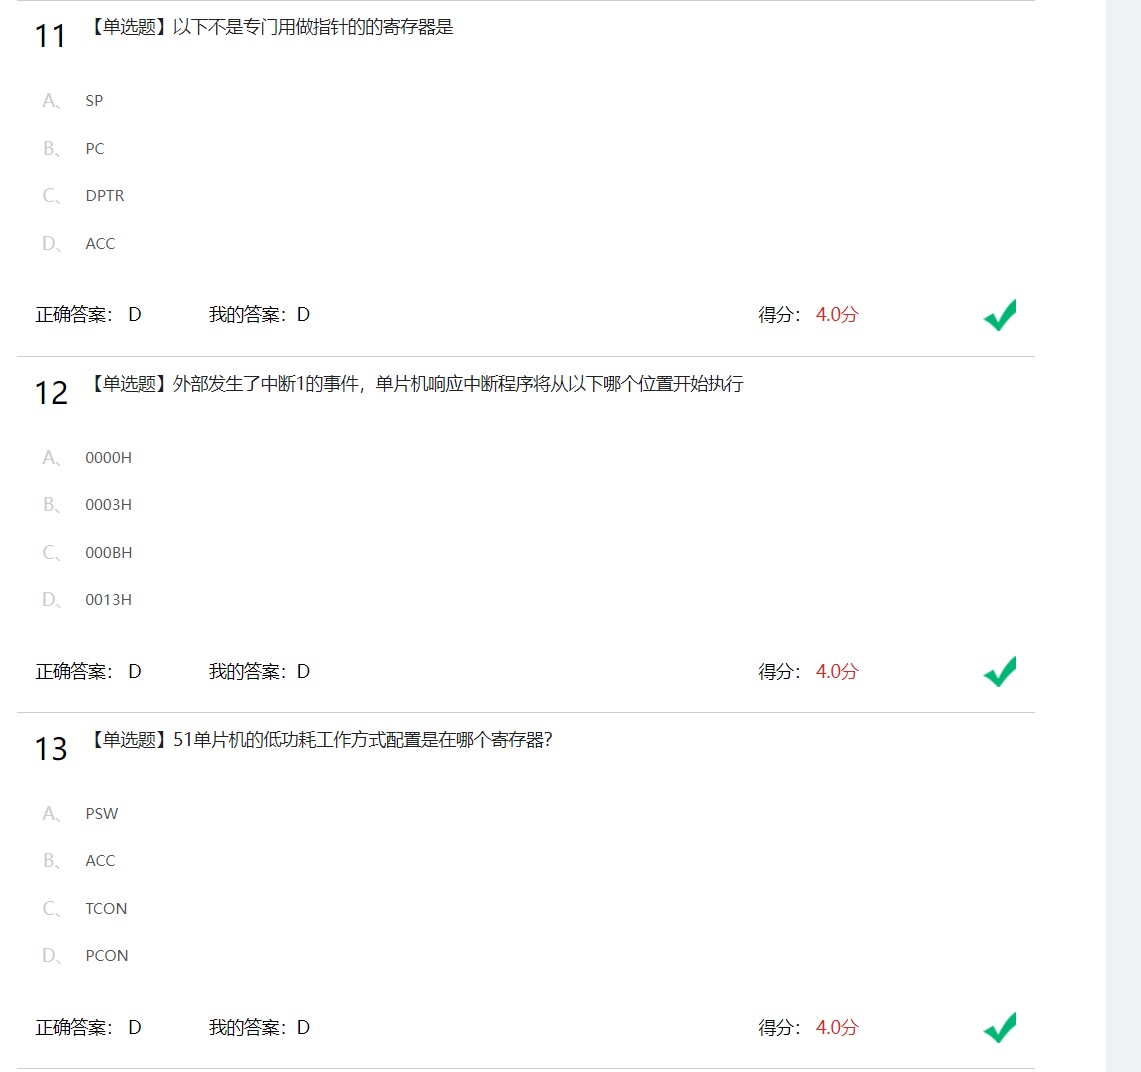 11 【单选题】以下不是专门用做指针的的寄存器是
A、 SP
B、 PC
C、 DPTR
D、 ACC
正确答案： D 我的答案：D 得分： 4.0分
12 【单选题】外部发生了中断1的事件，单片机响应中断程序将从以下哪个位置开始执行
A、 0000H
B、 0003H
C、 000BH
D、 0013H
正确答案： D 我的答案：D 得分： 4.0分
13 【单选题】51单片机的低功耗工作方式配置是在哪个寄存器？
A、 PSW
B、 ACC
C、 TCON
D、 PCON
正确答案： D 我的答案：D 得分： 4.0分